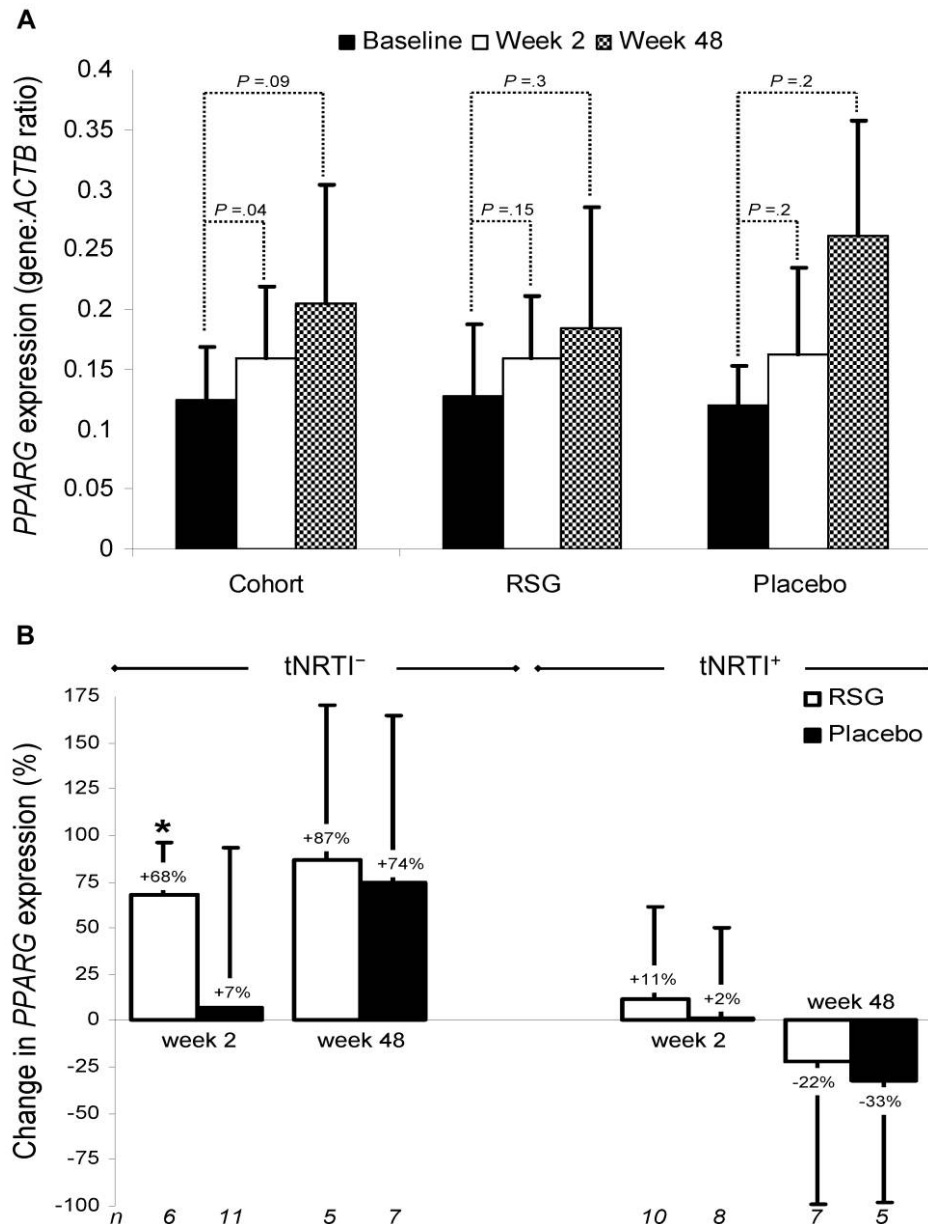 A
Baseline Week 2 Week 48
PPARG expression (gene:ACTB ratio)
0.4
0.35
0.3
0.25
0.2
0.15
0.1
0.05
0
P =.09
P =.04
P =.3
P =.15
P =.2
P =.2
Cohort RSG Placebo
B
tNRTI⁻ tNRTI⁺
RSG
Placebo
Change in PPARG expression (%)
175
150
125
100
75
50
25
0
-25
-50
-75
-100
*
+68%
+7%
+87%
+74%
+11%
+2%
-22%
-33%
week 2 week 48 week 2 week 48
n 6 11 5 7 10 8 7 5